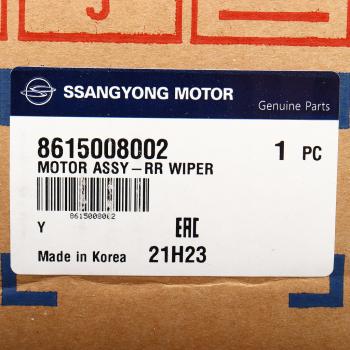 SSANGYONG MOTOR
Genuine Parts
8615008002 1 PC
MOTOR ASSY-RR WIPER
8615008002
Y EAC
Made in Korea 21H23